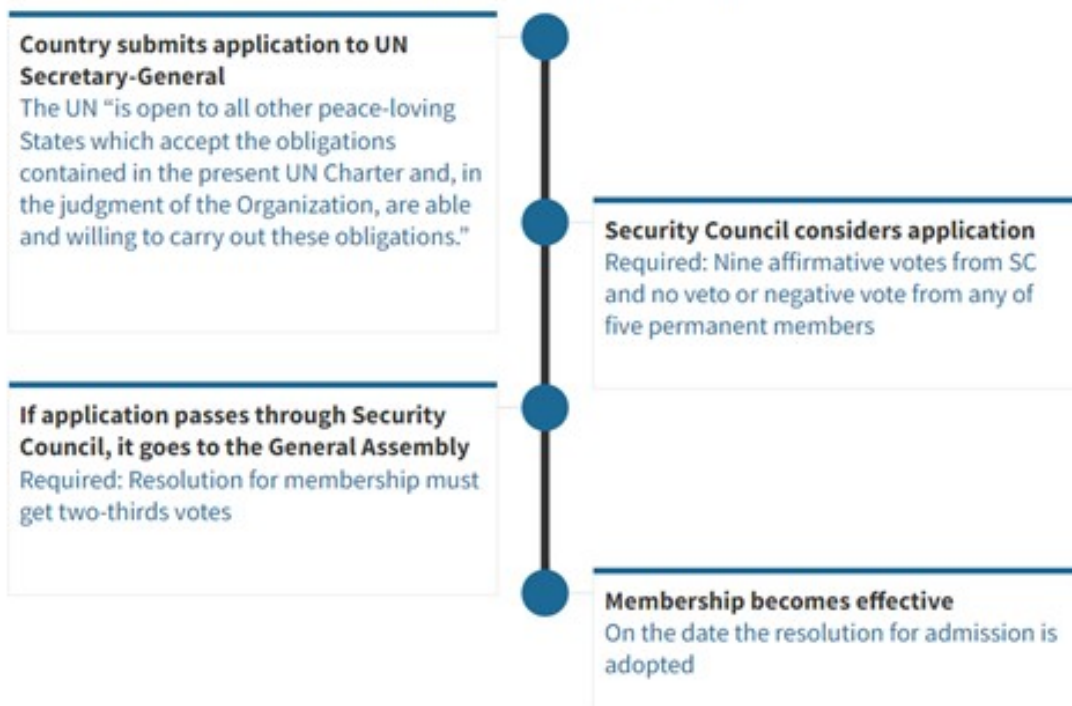 Country submits application to UN
Secretary-General
The UN “is open to all other peace-loving
States which accept the obligations
contained in the present UN Charter and, in
the judgment of the Organization, are able
and willing to carry out these obligations.”
Security Council considers application
Required: Nine affirmative votes from SC
and no veto or negative vote from any of
five permanent members
If application passes through Security
Council, it goes to the General Assembly
Required: Resolution for membership must
get two-thirds votes
Membership becomes effective
On the date the resolution for admission is
adopted